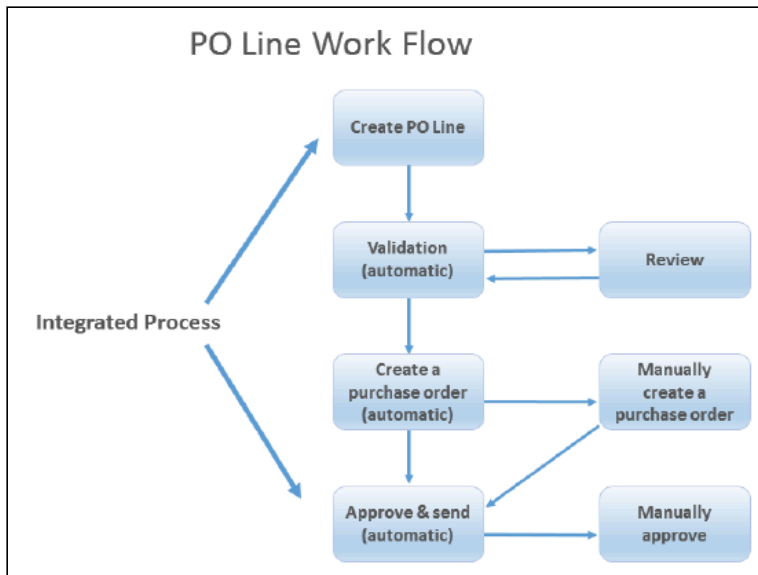 PO Line Work Flow
Create PO Line
Validation
(automatic)
Review
Integrated Process
Create a
purchase order
(automatic)
Manually
create a
purchase order
Approve & send
(automatic)
Manually
approve